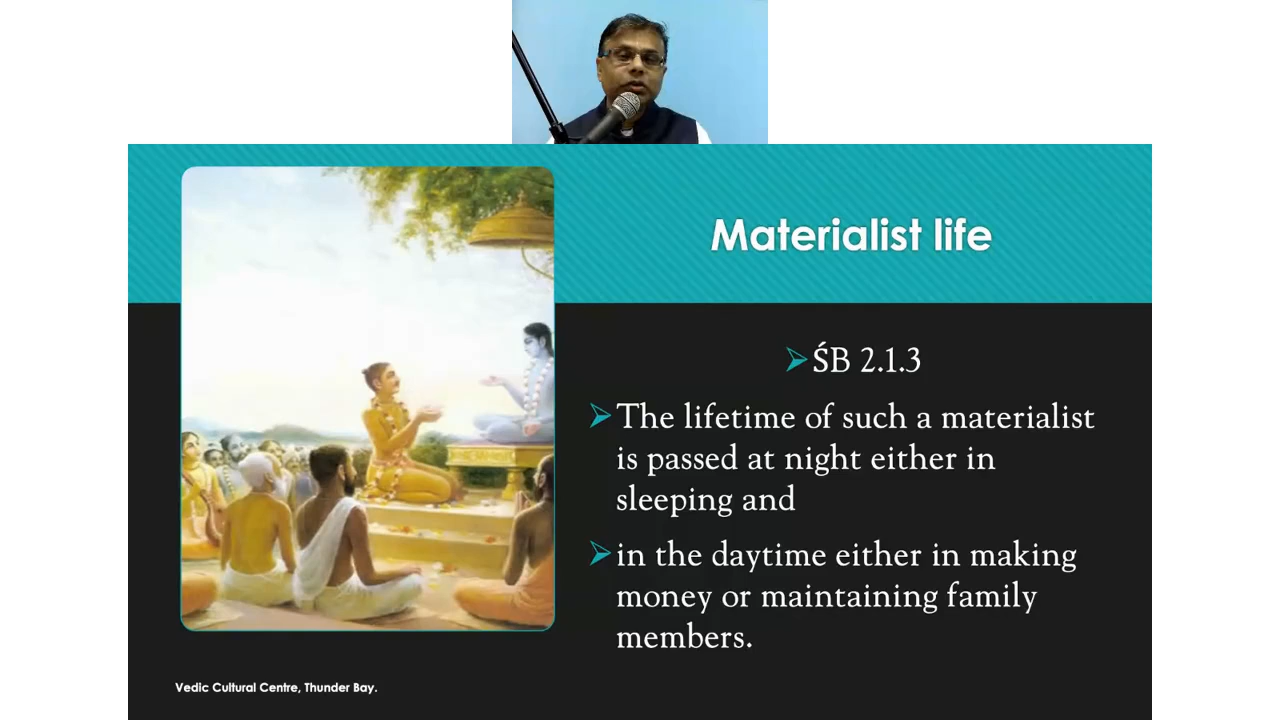 Materialist life
➢ŚB 2.1.3
➢The lifetime of such a materialist
is passed at night either in
sleeping and
➢in the daytime either in making
money or maintaining family
members.
Vedic Cultural Centre, Thunder Bay.